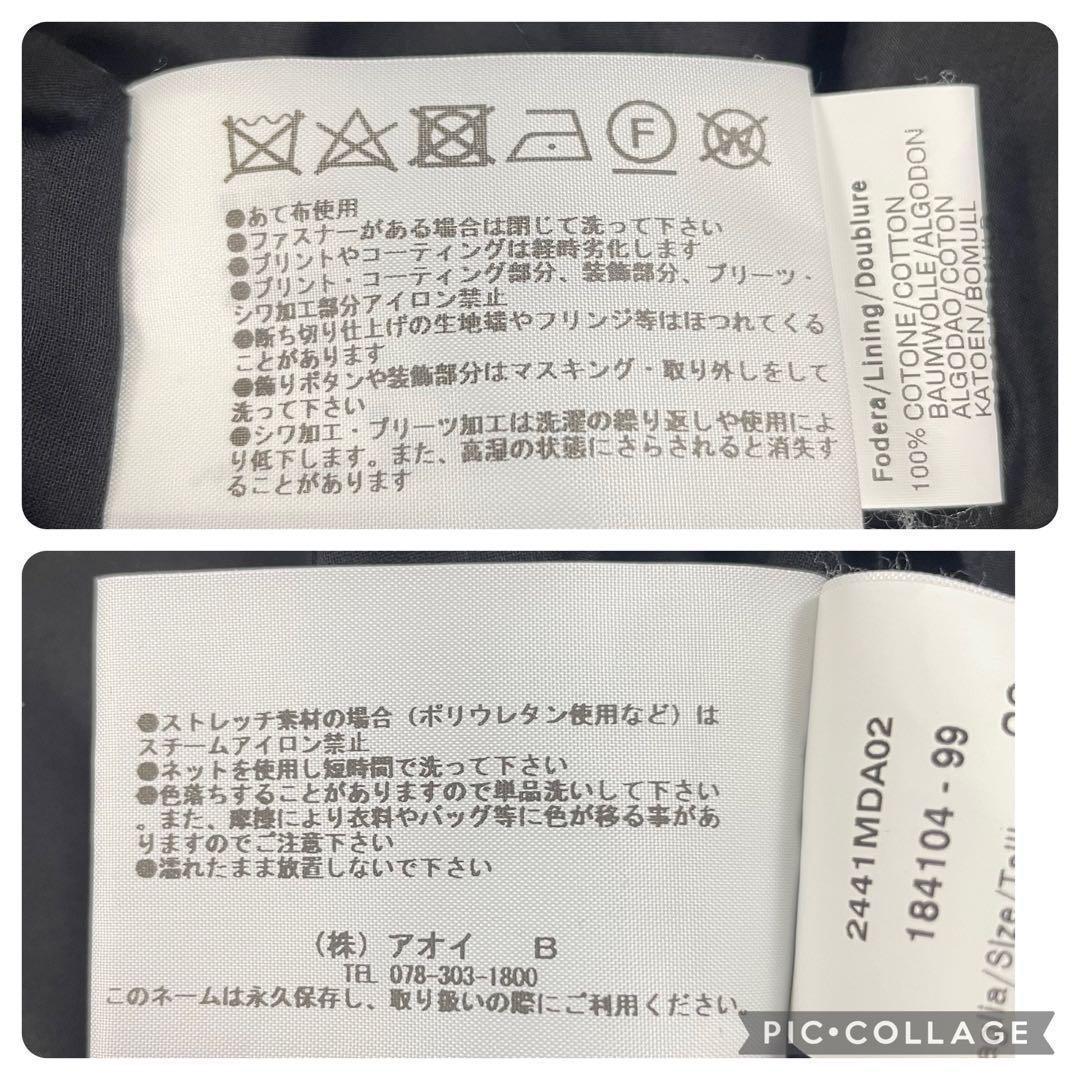 F
W
●あて布使用
●ファスナーがある場合は閉じて洗って下さい
●プリントやコーティングは経時劣化します
●プリント・コーティング部分、装飾部分、プリーツ・
シワ加工部分アイロン禁止
●断ち切り仕上げの生地端やフリンジ等はほつれてくる
ことがあります
●飾りボタンや装飾部分はマスキング・取り外しをして
洗って下さい
●シワ加工・プリーツ加工は洗濯の繰り返しや使用によ
り低下します。また、高湿の状態にさらされると消失す
ることがあります
Fodera/Lining/Doublure
100% COTONE/COTTON
BAUMWOLLE/ALGODON
ALGODAO/COTON
KATOEN/BOMULL
●ストレッチ素材の場合（ポリウレタン使用など）は
スチームアイロン禁止
●ネットを使用し短時間で洗って下さい
●色落ちすることがありますので単品洗いして下さい
。また、摩擦により衣料やバッグ等に色が移る事があ
りますのでご注意下さい
●濡れたまま放置しないで下さい
（株）アオイ　B
TEL 078-303-1800
このネームは永久保存し、取り扱いの際にご利用ください。
2441MDA02
184104 - 99
PIC•COLLAGE